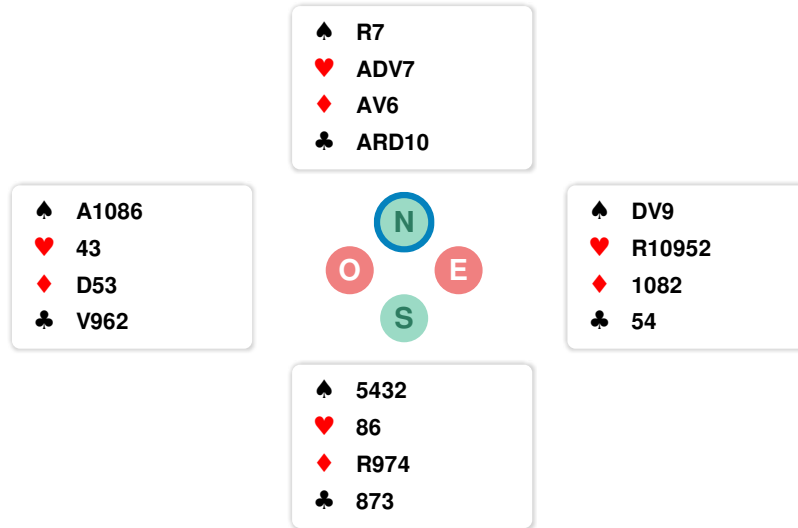 ♠ R7
♥ ADV7
♦ AV6
♣ ARD10
♠ A1086
♥ 43
♦ D53
♣ V962
N
O E
S
♠ DV9
♥ R10952
♦ 1082
♣ 54
♠ 5432
♥ 86
♦ R974
♣ 873